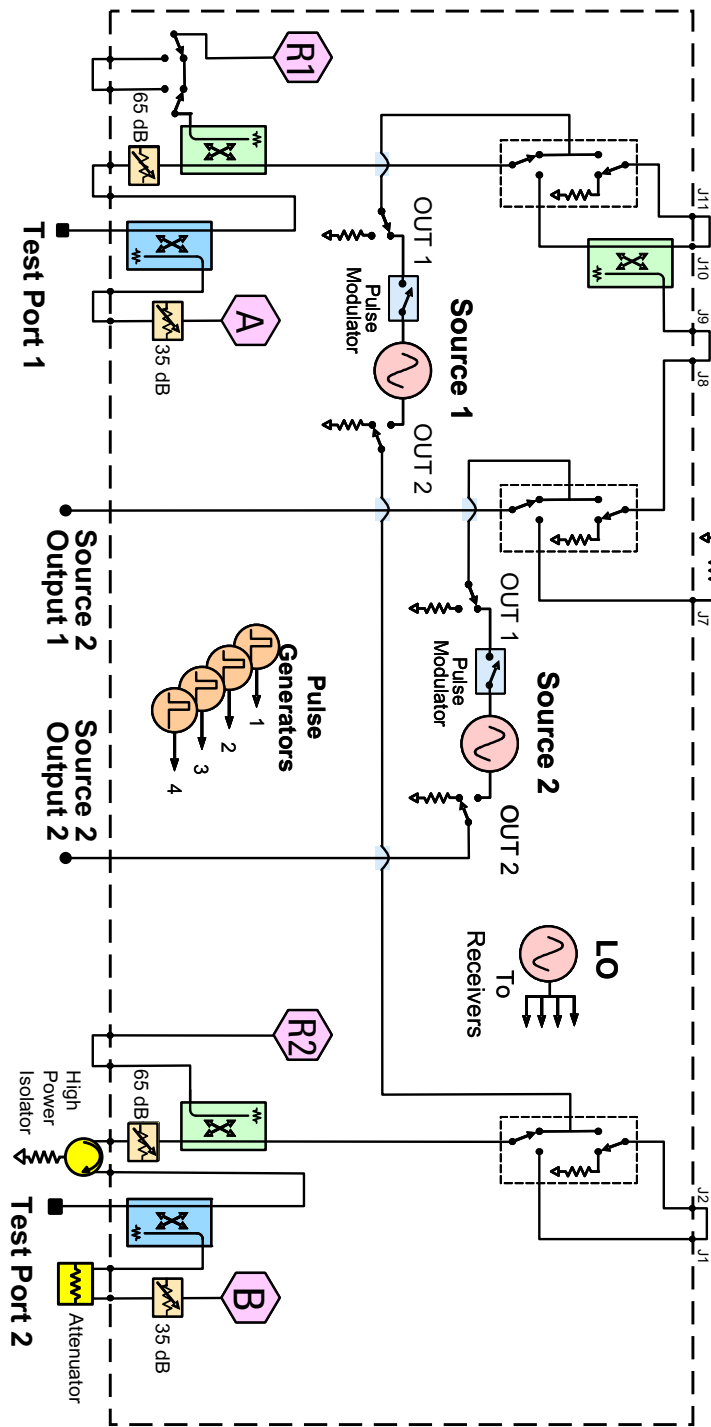 R1
65 dB
Test Port 1
A
35 dB
OUT 1
Pulse
Modulator
Source 1
OUT 2
J11
J10
J9
J8
J7
Source 2
Output 1
Source 2
Output 2
Pulse
Generators
1
2
3
4
OUT 1
Pulse
Modulator
Source 2
OUT 2
LO
To
Receivers
R2
65 dB
High
Power
Isolator
Test Port 2
B
35 dB
Attenuator
J2
J1